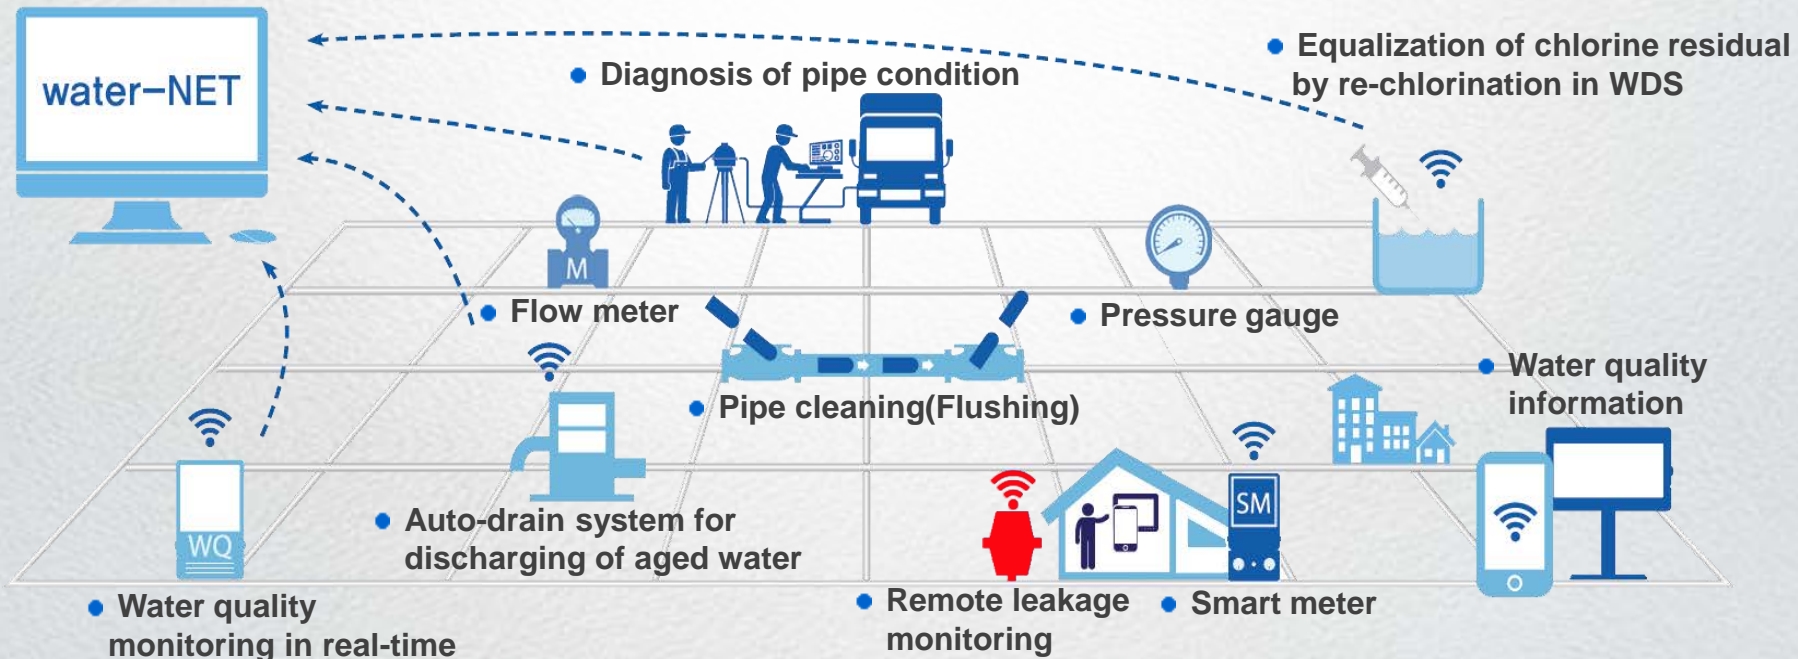 water-NET
• Equalization of chlorine residual
by re-chlorination in WDS
• Diagnosis of pipe condition
M
• Flow meter
• Pressure gauge
• Water quality
information
• Pipe cleaning(Flushing)
SM
• Auto-drain system for
discharging of aged water
WQ
• Water quality
monitoring in real-time
• Remote leakage
monitoring
• Smart meter